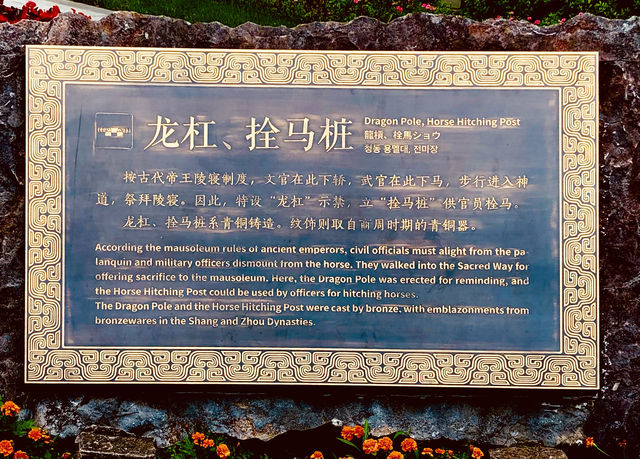 龙杠、拴马桩
Dragon Pole, Horse Hitching Post
龍槓、栓馬ショウ
청동 용멜대, 전마장
按古代帝王陵寝制度，文官在此下轿，武官在此下马，步行进入神
道，祭拜陵寝。因此，特设“龙杠”示禁，立“拴马桩”供官员拴马。
龙杠、拴马桩系青铜铸造。纹饰则取自商周时期的青铜器。
According the mausoleum rules of ancient emperors, civil officials must alight from the pa-
lanquin and military officers dismount from the horse. They walked into the Sacred Way for
offering sacrifice to the mausoleum. Here, the Dragon Pole was erected for reminding, and
the Horse Hitching Post could be used by officers for hitching horses.
The Dragon Pole and the Horse Hitching Post were cast by bronze, with emblazonments from
bronzewares in the Shang and Zhou Dynasties.